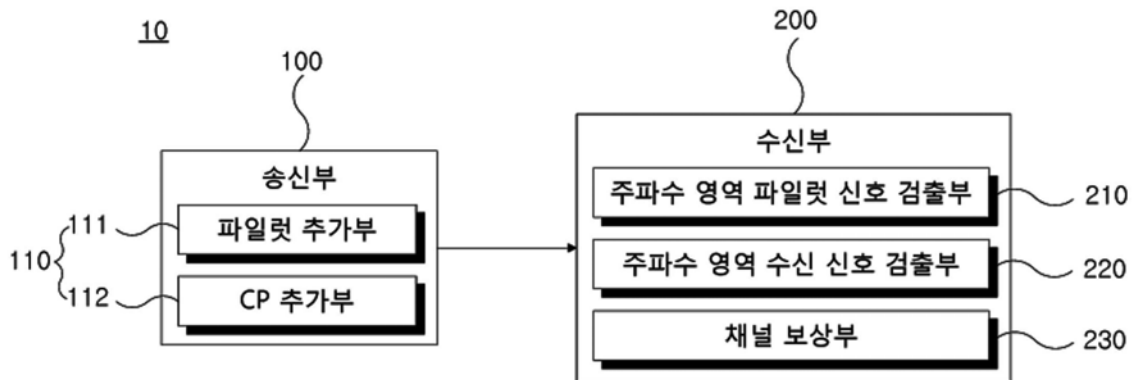 10
100
200
송신부
수신부
111
파일럿 추가부
주파수 영역 파일럿 신호 검출부
210
110
주파수 영역 수신 신호 검출부
220
112
CP 추가부
채널 보상부
230